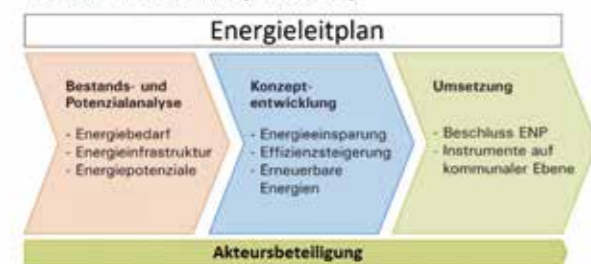 Energieleitplan
Bestands- und
Potenzialanalyse
- Energiebedarf
- Energieinfrastruktur
- Energiepotenziale
Konzept-
entwicklung
- Energieeinsparung
- Effizienzsteigerung
- Erneuerbare
Energien
Umsetzung
- Beschluss ENP
- Instrumente auf
kommunaler Ebene
Akteursbeteiligung